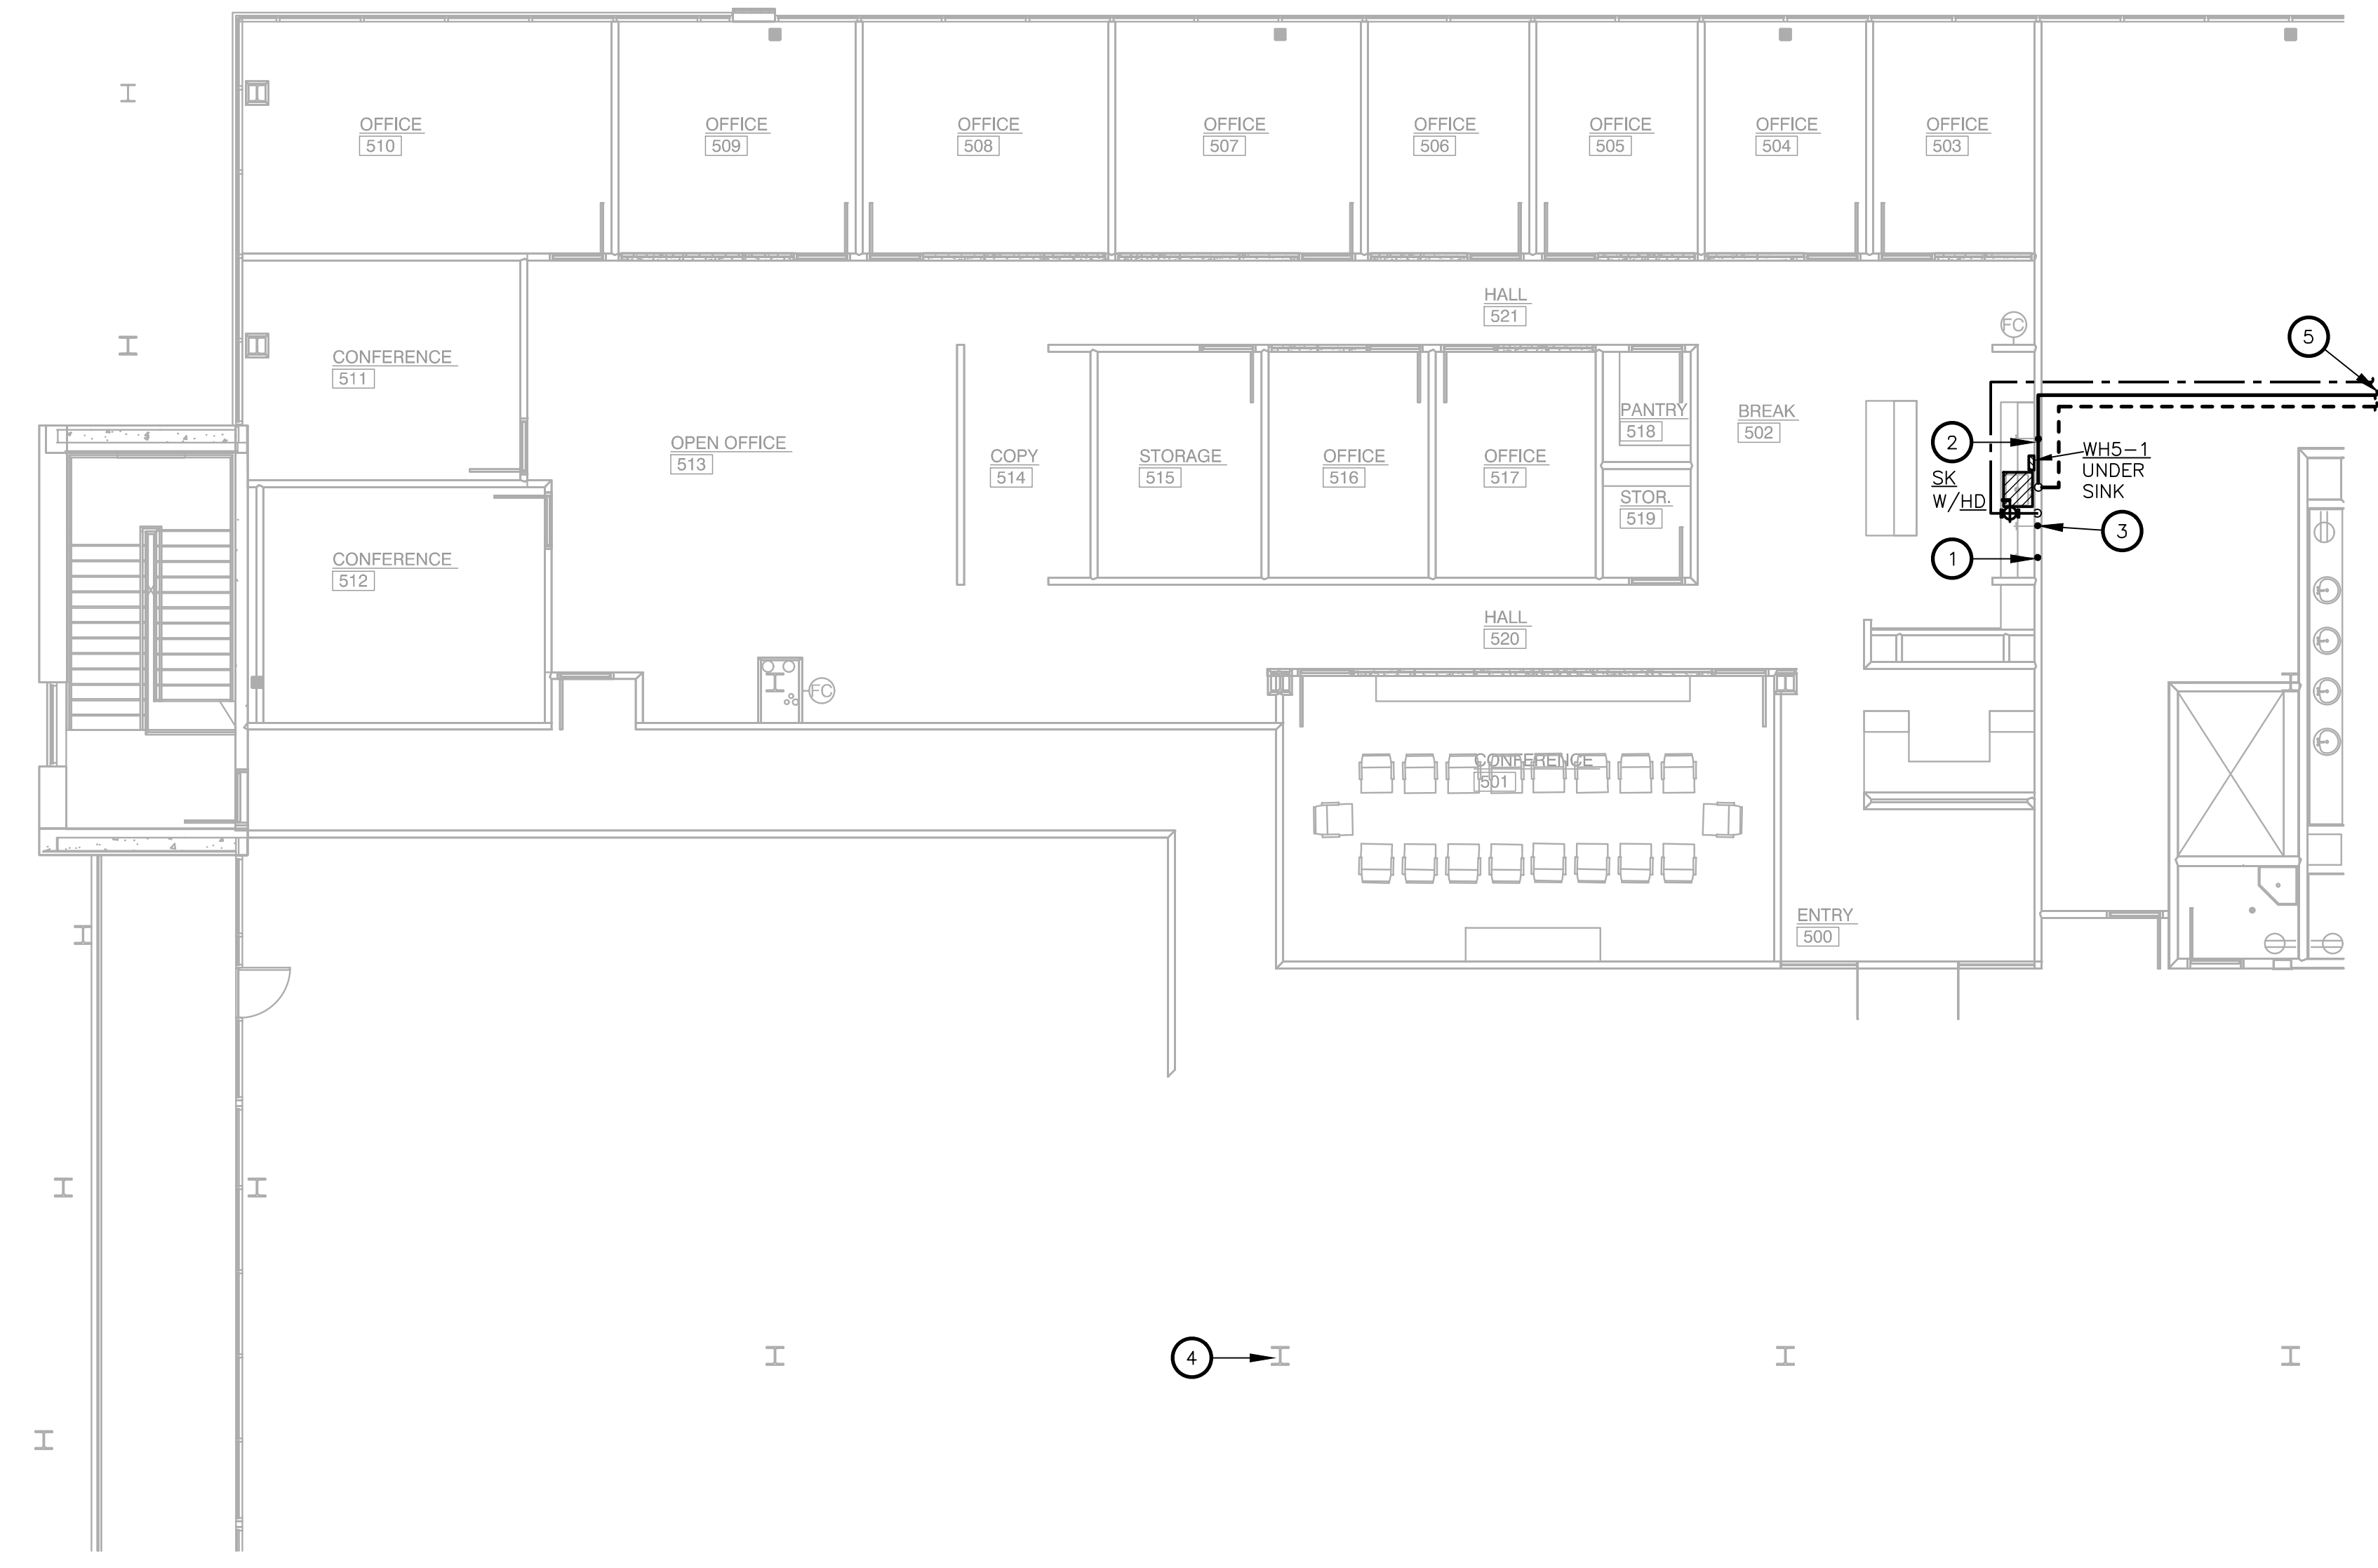 OFFICE
510
OFFICE
509
OFFICE
508
OFFICE
507
OFFICE
506
OFFICE
505
OFFICE
504
OFFICE
503
HALL
521
FC
5
CONFERENCE
511
PANTRY
518
BREAK
502
OPEN OFFICE
513
COPY
514
STORAGE
515
OFFICE
516
OFFICE
517
2
WH5-1
UNDER
SINK
SK
W/HD
STOR.
519
3
1
CONFERENCE
512
HALL
520
FC
CONFERENCE
501
ENTRY
500
4